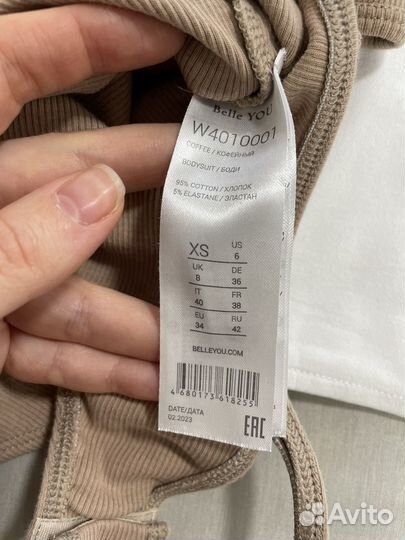 Belle YOU
W4010001
COFFEE / КОФЕЙНЫЙ
BODYSUIT / БОДИ
95% COTTON / ХЛОПОК
5% ELASTANE / ЭЛАСТАН
XS US 6
UK 8 DE 36
IT 40 FR 38
EU 34 RU 42
BELLEYOU.COM
4 680173 618255
DATE/ДАТА
02.2023
EAC
Avito